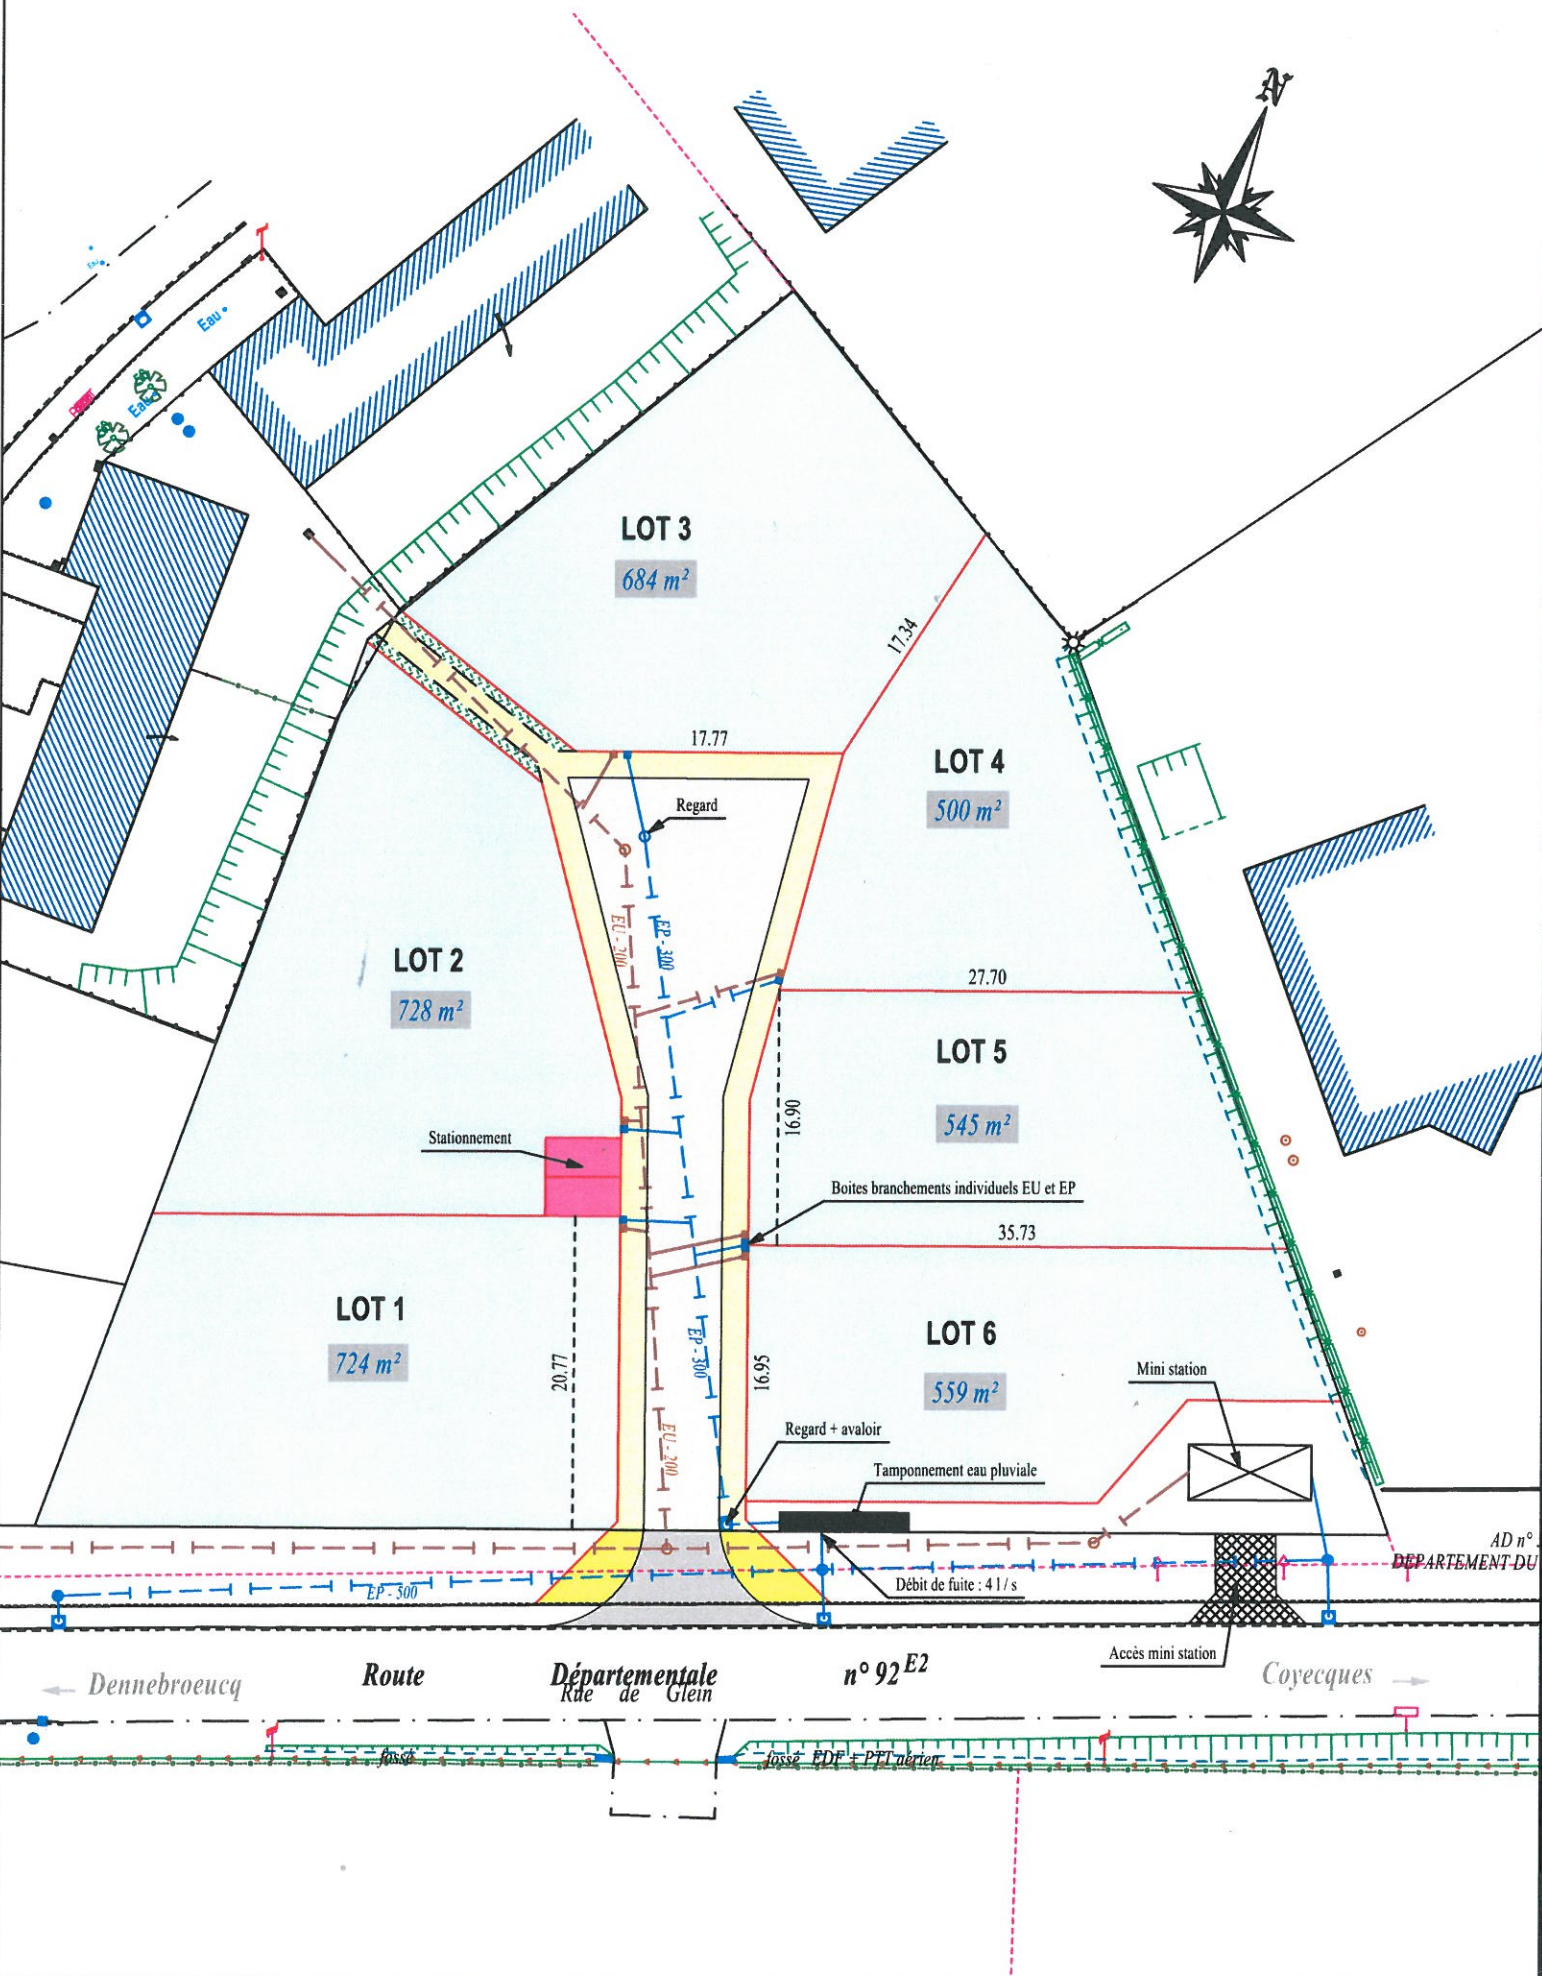 N
Eau
Eau
LOT 3
684 m²
17.34
17.77
LOT 4
500 m²
Regard
EU - 200
EP - 300
LOT 2
728 m²
27.70
LOT 5
545 m²
16.90
Stationnement
Boites branchements individuels EU et EP
35.73
LOT 1
724 m²
20.77
EP - 300
16.95
LOT 6
559 m²
Mini station
EU - 200
Regard + avaloir
Tamponnement eau pluviale
AD n°
DEPARTEMENT DU
EP - 500
Débit de fuite : 4 l / s
Accès mini station
Dennebroeucq
Route Départementale n° 92 E2
Coyecques
Rue de Glein
fossé
fossé EDF + PTT aérien